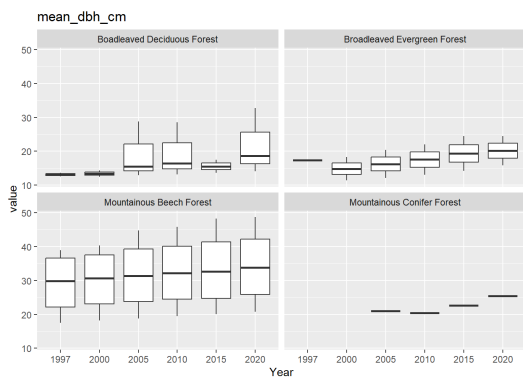 mean_dbh_cm
Boadleaved Deciduous Forest
Broadleaved Evergreen Forest
50
40
30
20
10
value
Mountainous Beech Forest
Mountainous Conifer Forest
50
40
30
20
10
1997 2000 2005 2010 2015 2020
1997 2000 2005 2010 2015 2020
Year